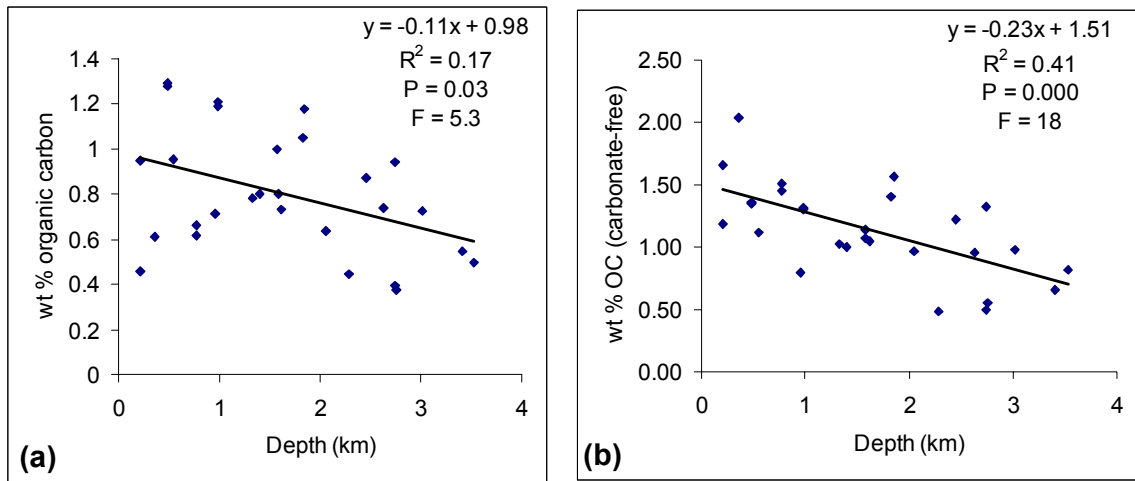 y = -0.11x + 0.98
R² = 0.17
P = 0.03
F = 5.3
wt % organic carbon
1.4
1.2
1
0.8
0.6
0.4
0.2
0
0 1 2 3 4
Depth (km)
(a)
y = -0.23x + 1.51
R² = 0.41
P = 0.000
F = 18
wt % OC (carbonate-free)
2.50
2.00
1.50
1.00
0.50
0.00
0 1 2 3 4
Depth (km)
(b)